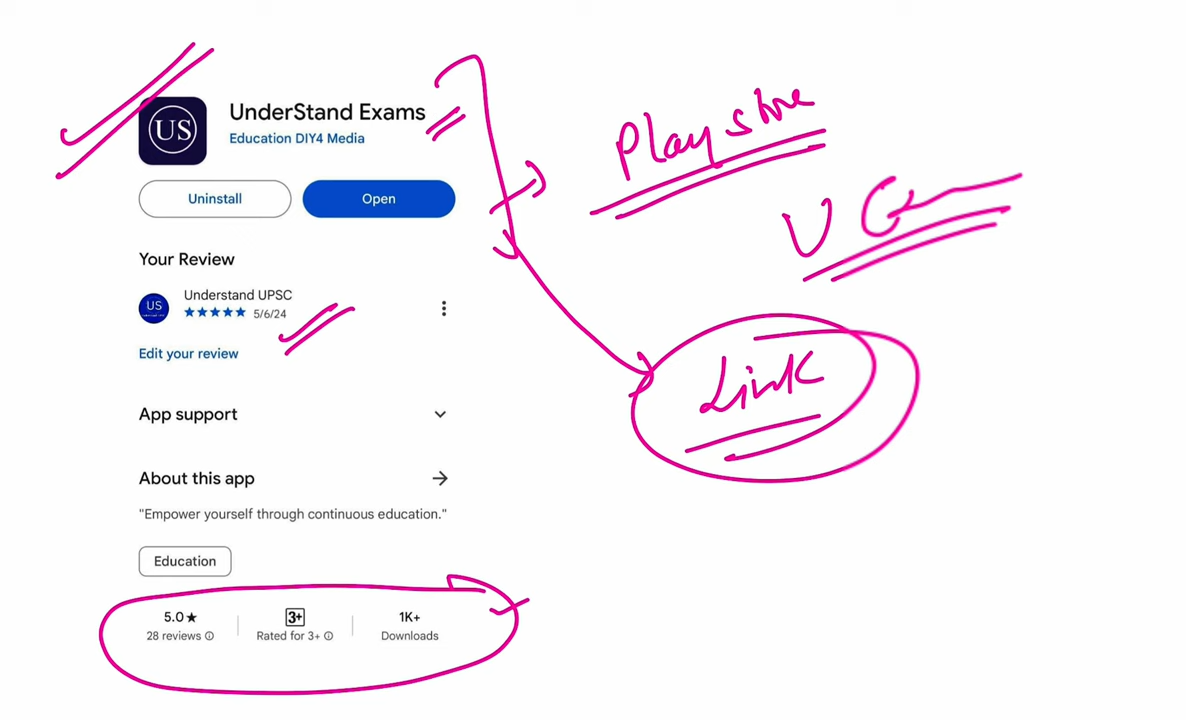 US
UnderStand Exams
Education DIY4 Media
Uninstall
Open
Your Review
US
Understand UPSC
★★★★★ 5/6/24
Edit your review
App support
About this app
"Empower yourself through continuous education."
Education
5.0★
28 reviews
3+
Rated for 3+
1K+
Downloads
Play store
Link